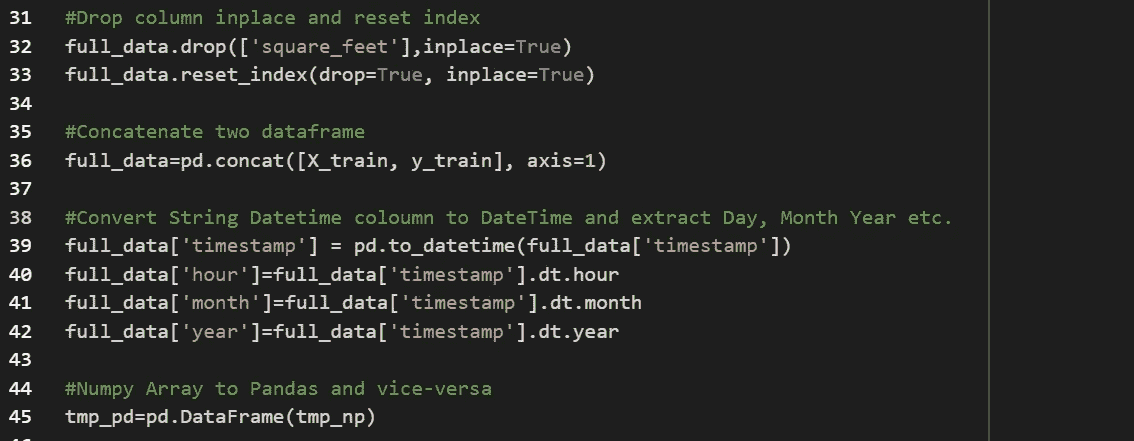 31 #Drop column inplace and reset index
32 full_data.drop(['square_feet'],inplace=True)
33 full_data.reset_index(drop=True, inplace=True)
34
35 #Concatenate two dataframe
36 full_data=pd.concat([X_train, y_train], axis=1)
37
38 #Convert String Datetime coloumn to DateTime and extract Day, Month Year etc.
39 full_data['timestamp'] = pd.to_datetime(full_data['timestamp'])
40 full_data['hour']=full_data['timestamp'].dt.hour
41 full_data['month']=full_data['timestamp'].dt.month
42 full_data['year']=full_data['timestamp'].dt.year
43
44 #Numpy Array to Pandas and vice-versa
45 tmp_pd=pd.DataFrame(tmp_np)